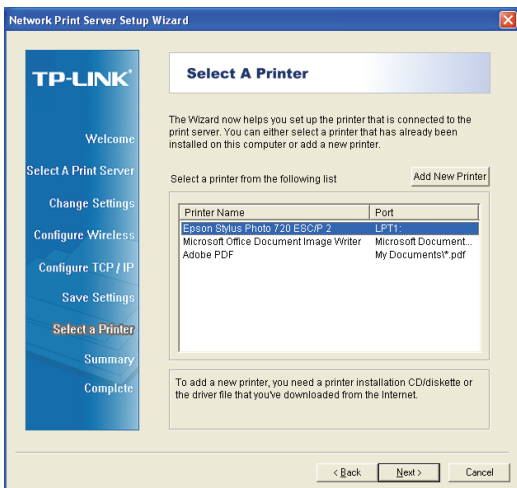 Network Print Server Setup Wizard
TP-LINK
Welcome
Select A Print Server
Change Settings
Configure Wireless
Configure TCP / IP
Save Settings
Select a Printer
Summary
Complete
Select A Printer
The Wizard now helps you set up the printer that is connected to the
print server. You can either select a printer that has already been
installed on this computer or add a new printer.
Select a printer from the following list
Add New Printer
Printer Name Port
Epson Stylus Photo 720 ESC/P 2 LPT1:
Microsoft Office Document Image Writer Microsoft Document...
Adobe PDF My Documents\*.pdf
To add a new printer, you need a printer installation CD/diskette or
the driver file that you've downloaded from the Internet.
< Back Next > Cancel